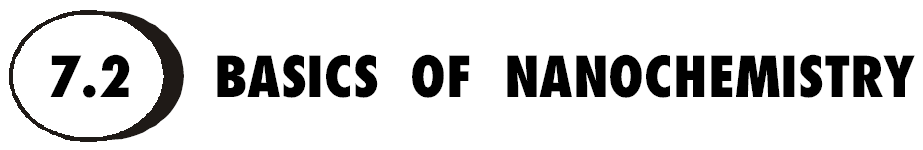 7.2 BASICS OF NANOCHEMISTRY